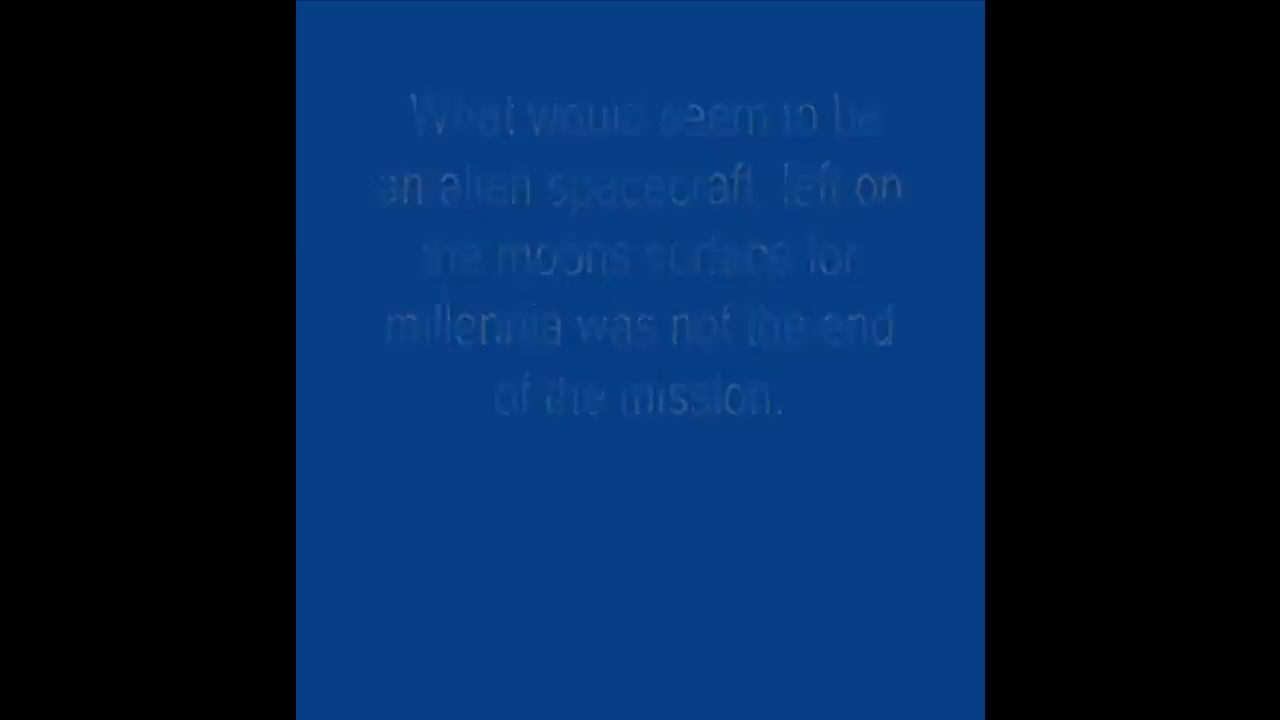 What would seem to be
an alien spacecraft, left on
the moons surface for
millennia was not the end
of the mission.